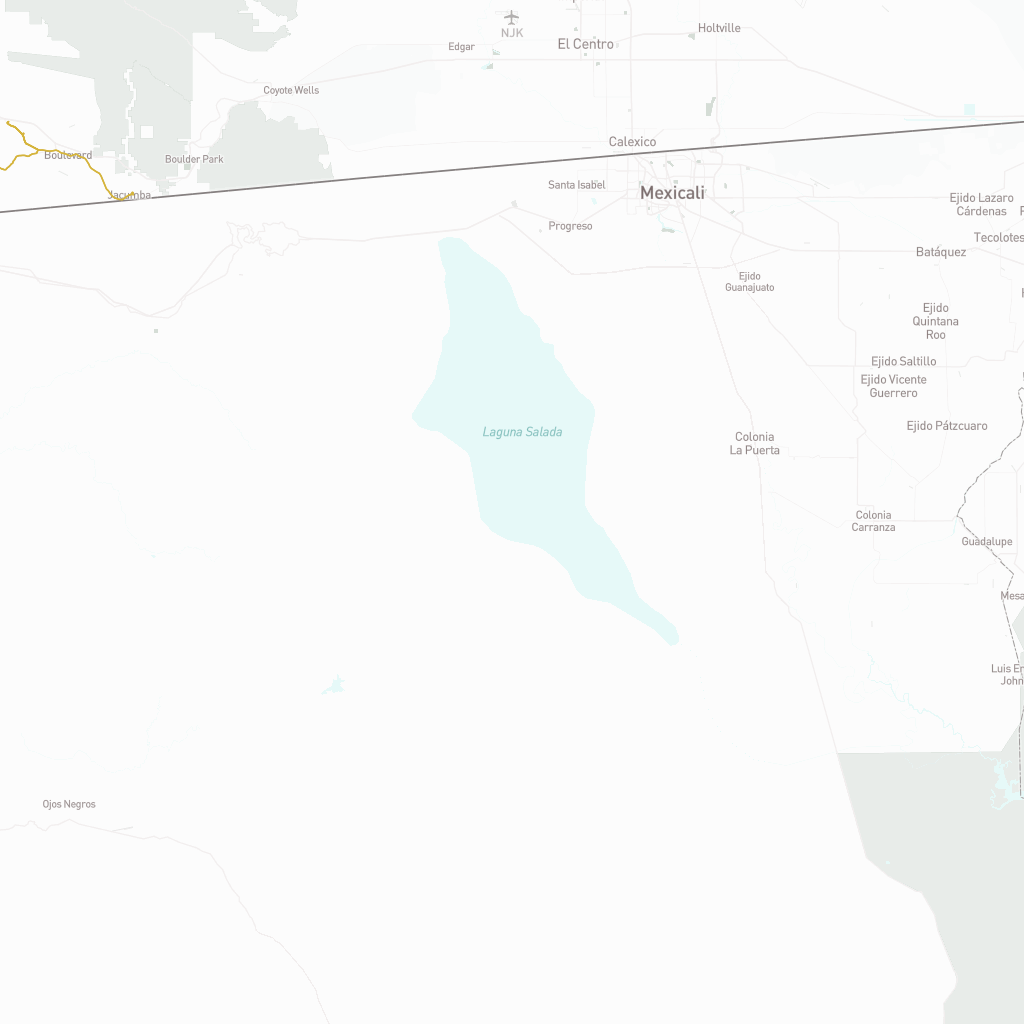 Holtville
NJK
El Centro
Edgar
Coyote Wells
Calexico
Boulevard
Boulder Park
Santa Isabel
Mexicali
Jacumba
Ejido Lazaro
Cárdenas
Progreso
Tecolotes
Batáquez
Ejido
Guanajuato
Ejido
Quintana
Roo
Ejido Saltillo
Ejido Vicente
Guerrero
Laguna Salada
Ejido Pátzcuaro
Colonia
La Puerta
Colonia
Carranza
Guadalupe
Mesa
Luis E
John
Ojos Negros